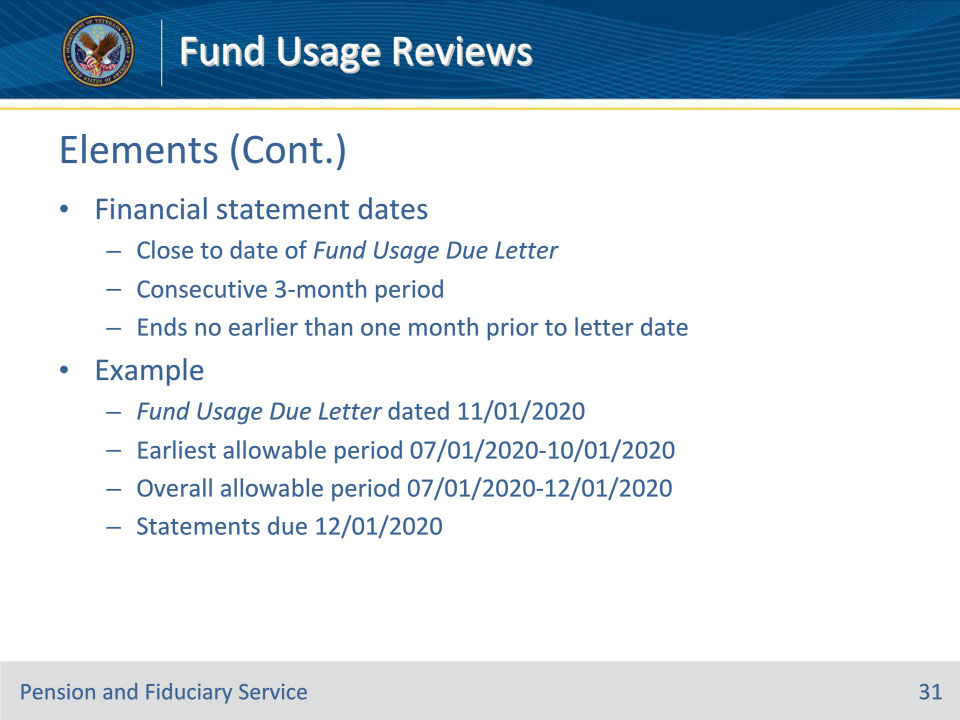 Fund Usage Reviews
Elements (Cont.)
• Financial statement dates
– Close to date of Fund Usage Due Letter
– Consecutive 3-month period
– Ends no earlier than one month prior to letter date
• Example
– Fund Usage Due Letter dated 11/01/2020
– Earliest allowable period 07/01/2020-10/01/2020
– Overall allowable period 07/01/2020-12/01/2020
– Statements due 12/01/2020
Pension and Fiduciary Service
31